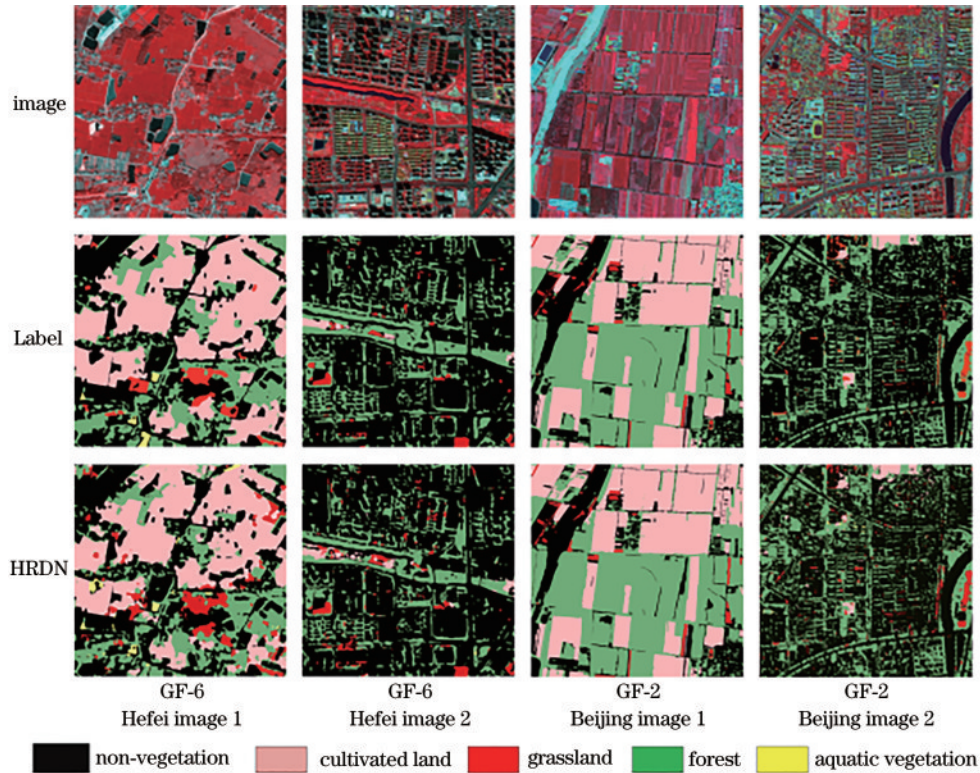 image
Label
HRDN
GF-6 GF-6 GF-2 GF-2
Hefei image 1 Hefei image 2 Beijing image 1 Beijing image 2
non-vegetation cultivated land grassland forest aquatic vegetation